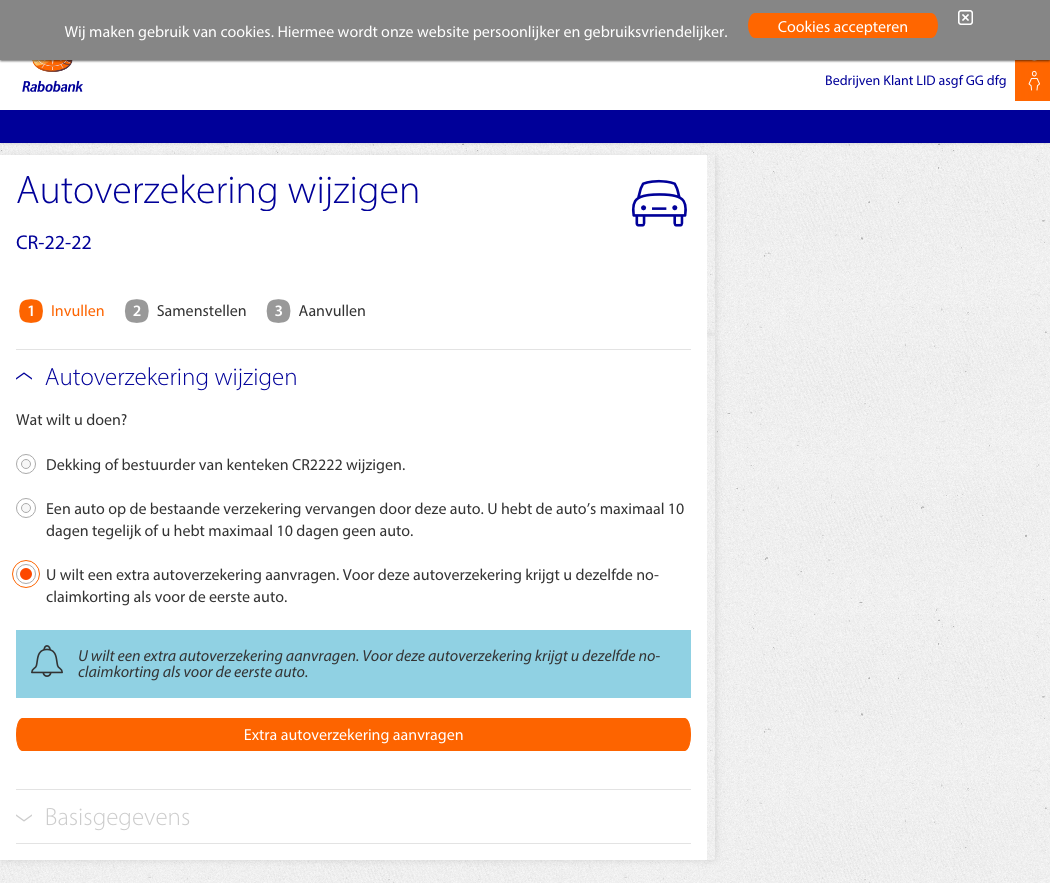 Wij maken gebruik van cookies. Hiermee wordt onze website persoonlijker en gebruiksvriendelijker.
Cookies accepteren
Rabobank
Bedrijven Klant LID asgf GG dfg
Autoverzekering wijzigen
CR-22-22
1 Invullen 2 Samenstellen 3 Aanvullen
Autoverzekering wijzigen
Wat wilt u doen?
Dekking of bestuurder van kenteken CR2222 wijzigen.
Een auto op de bestaande verzekering vervangen door deze auto. U hebt de auto’s maximaal 10
dagen tegelijk of u hebt maximaal 10 dagen geen auto.
U wilt een extra autoverzekering aanvragen. Voor deze autoverzekering krijgt u dezelfde no-
claimkorting als voor de eerste auto.
U wilt een extra autoverzekering aanvragen. Voor deze autoverzekering krijgt u dezelfde no-
claimkorting als voor de eerste auto.
Extra autoverzekering aanvragen
Basisgegevens